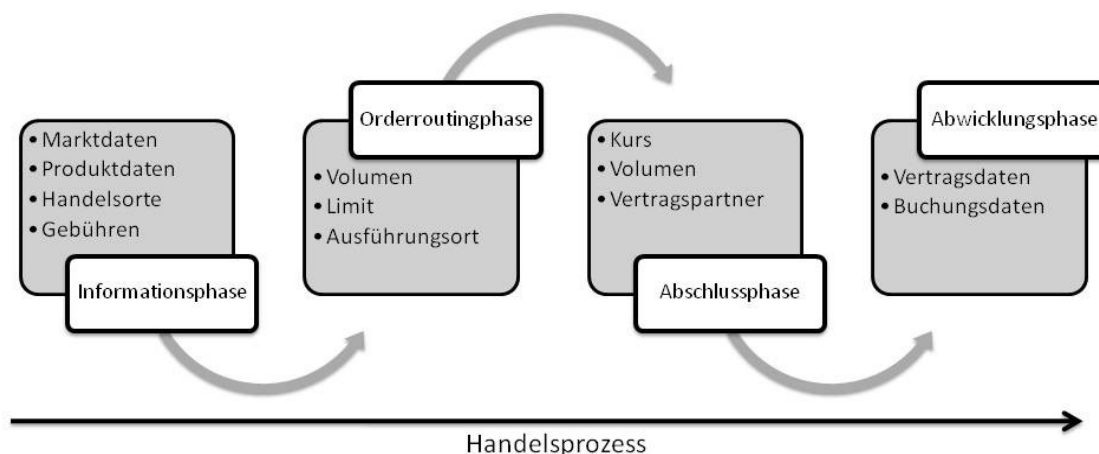 • Marktdaten
• Produktdaten
• Handelsorte
• Gebühren
Informationsphase
Orderroutingphase
• Volumen
• Limit
• Ausführungsort
• Kurs
• Volumen
• Vertragspartner
Abschlussphase
Abwicklungsphase
• Vertragsdaten
• Buchungsdaten
Handelsprozess